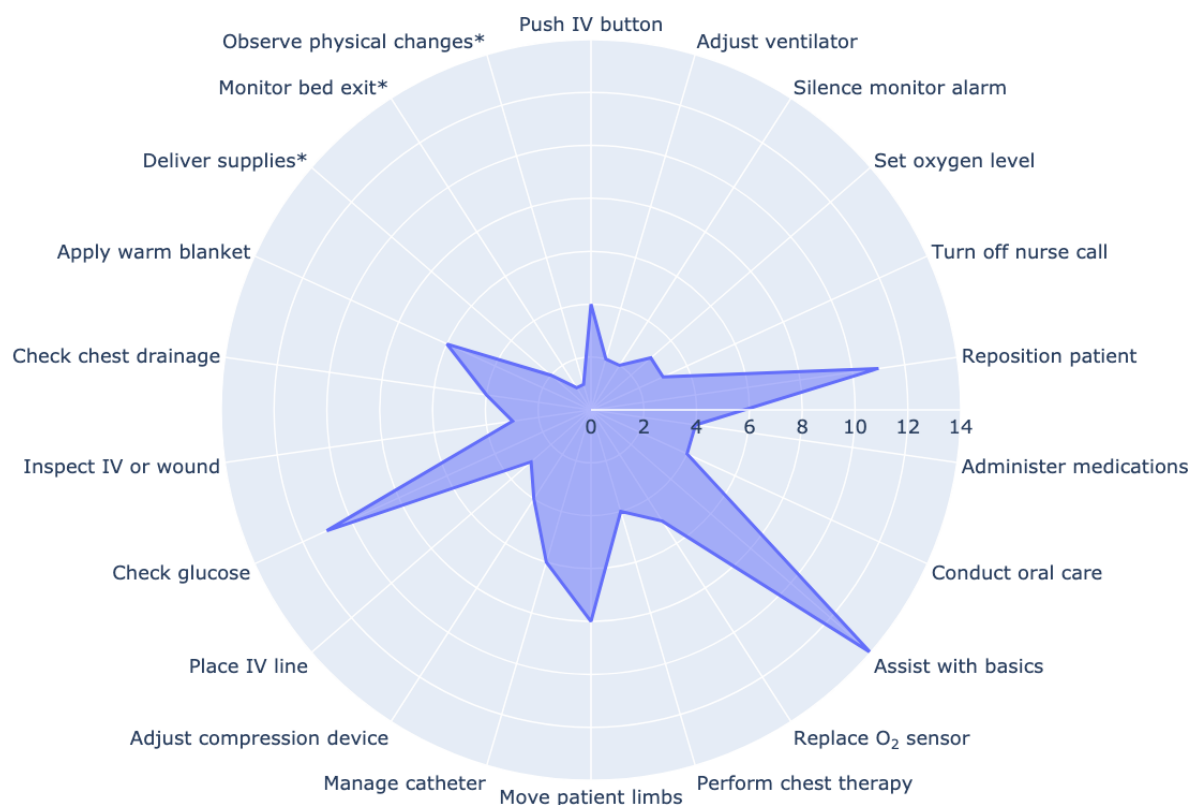 Push IV button
Observe physical changes*
Adjust ventilator
Monitor bed exit*
Silence monitor alarm
Deliver supplies*
Set oxygen level
Apply warm blanket
Turn off nurse call
Check chest drainage
Reposition patient
0 2 4 6 8 10 12 14
Inspect IV or wound
Administer medications
Check glucose
Conduct oral care
Place IV line
Assist with basics
Adjust compression device
Replace O₂ sensor
Manage catheter
Perform chest therapy
Move patient limbs